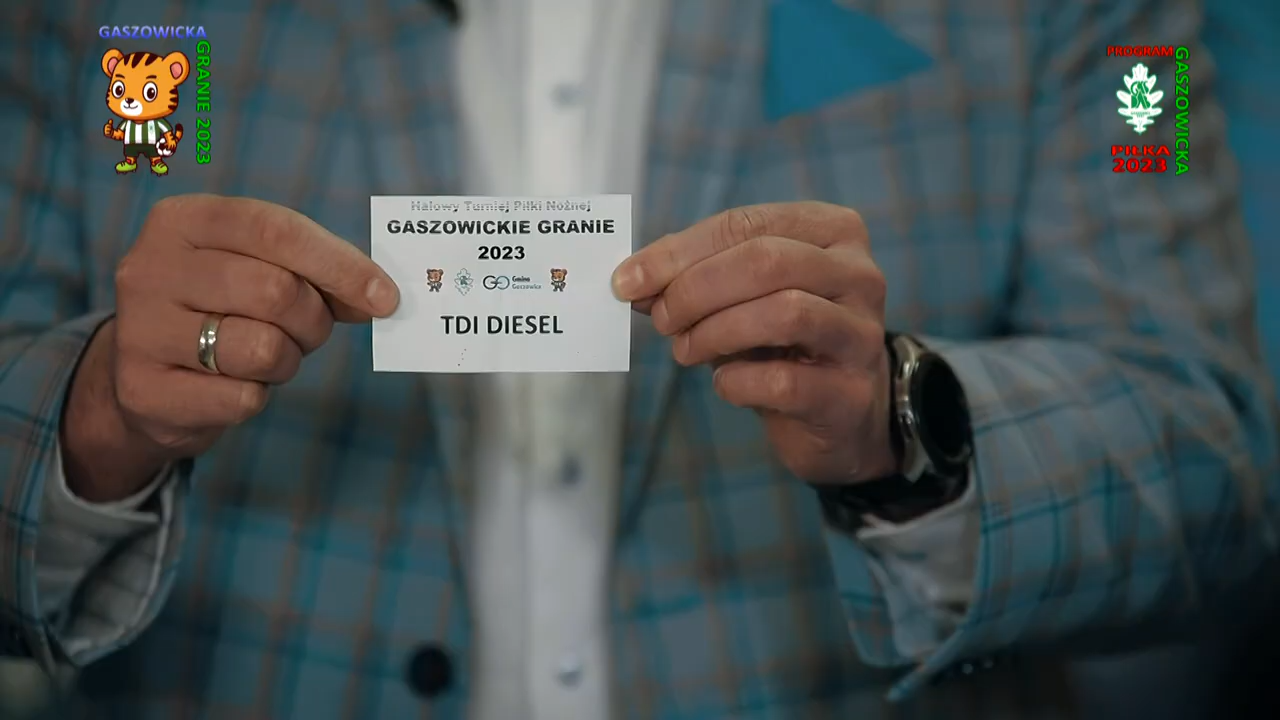 GASZOWICKA
GRANIE 2023
PROGRAM
GASZOWICKA
PIŁKA
2023
Halowy Turniej Piłki Nożnej
GASZOWICKIE GRANIE
2023
Gmina
Gaszowice
TDI DIESEL